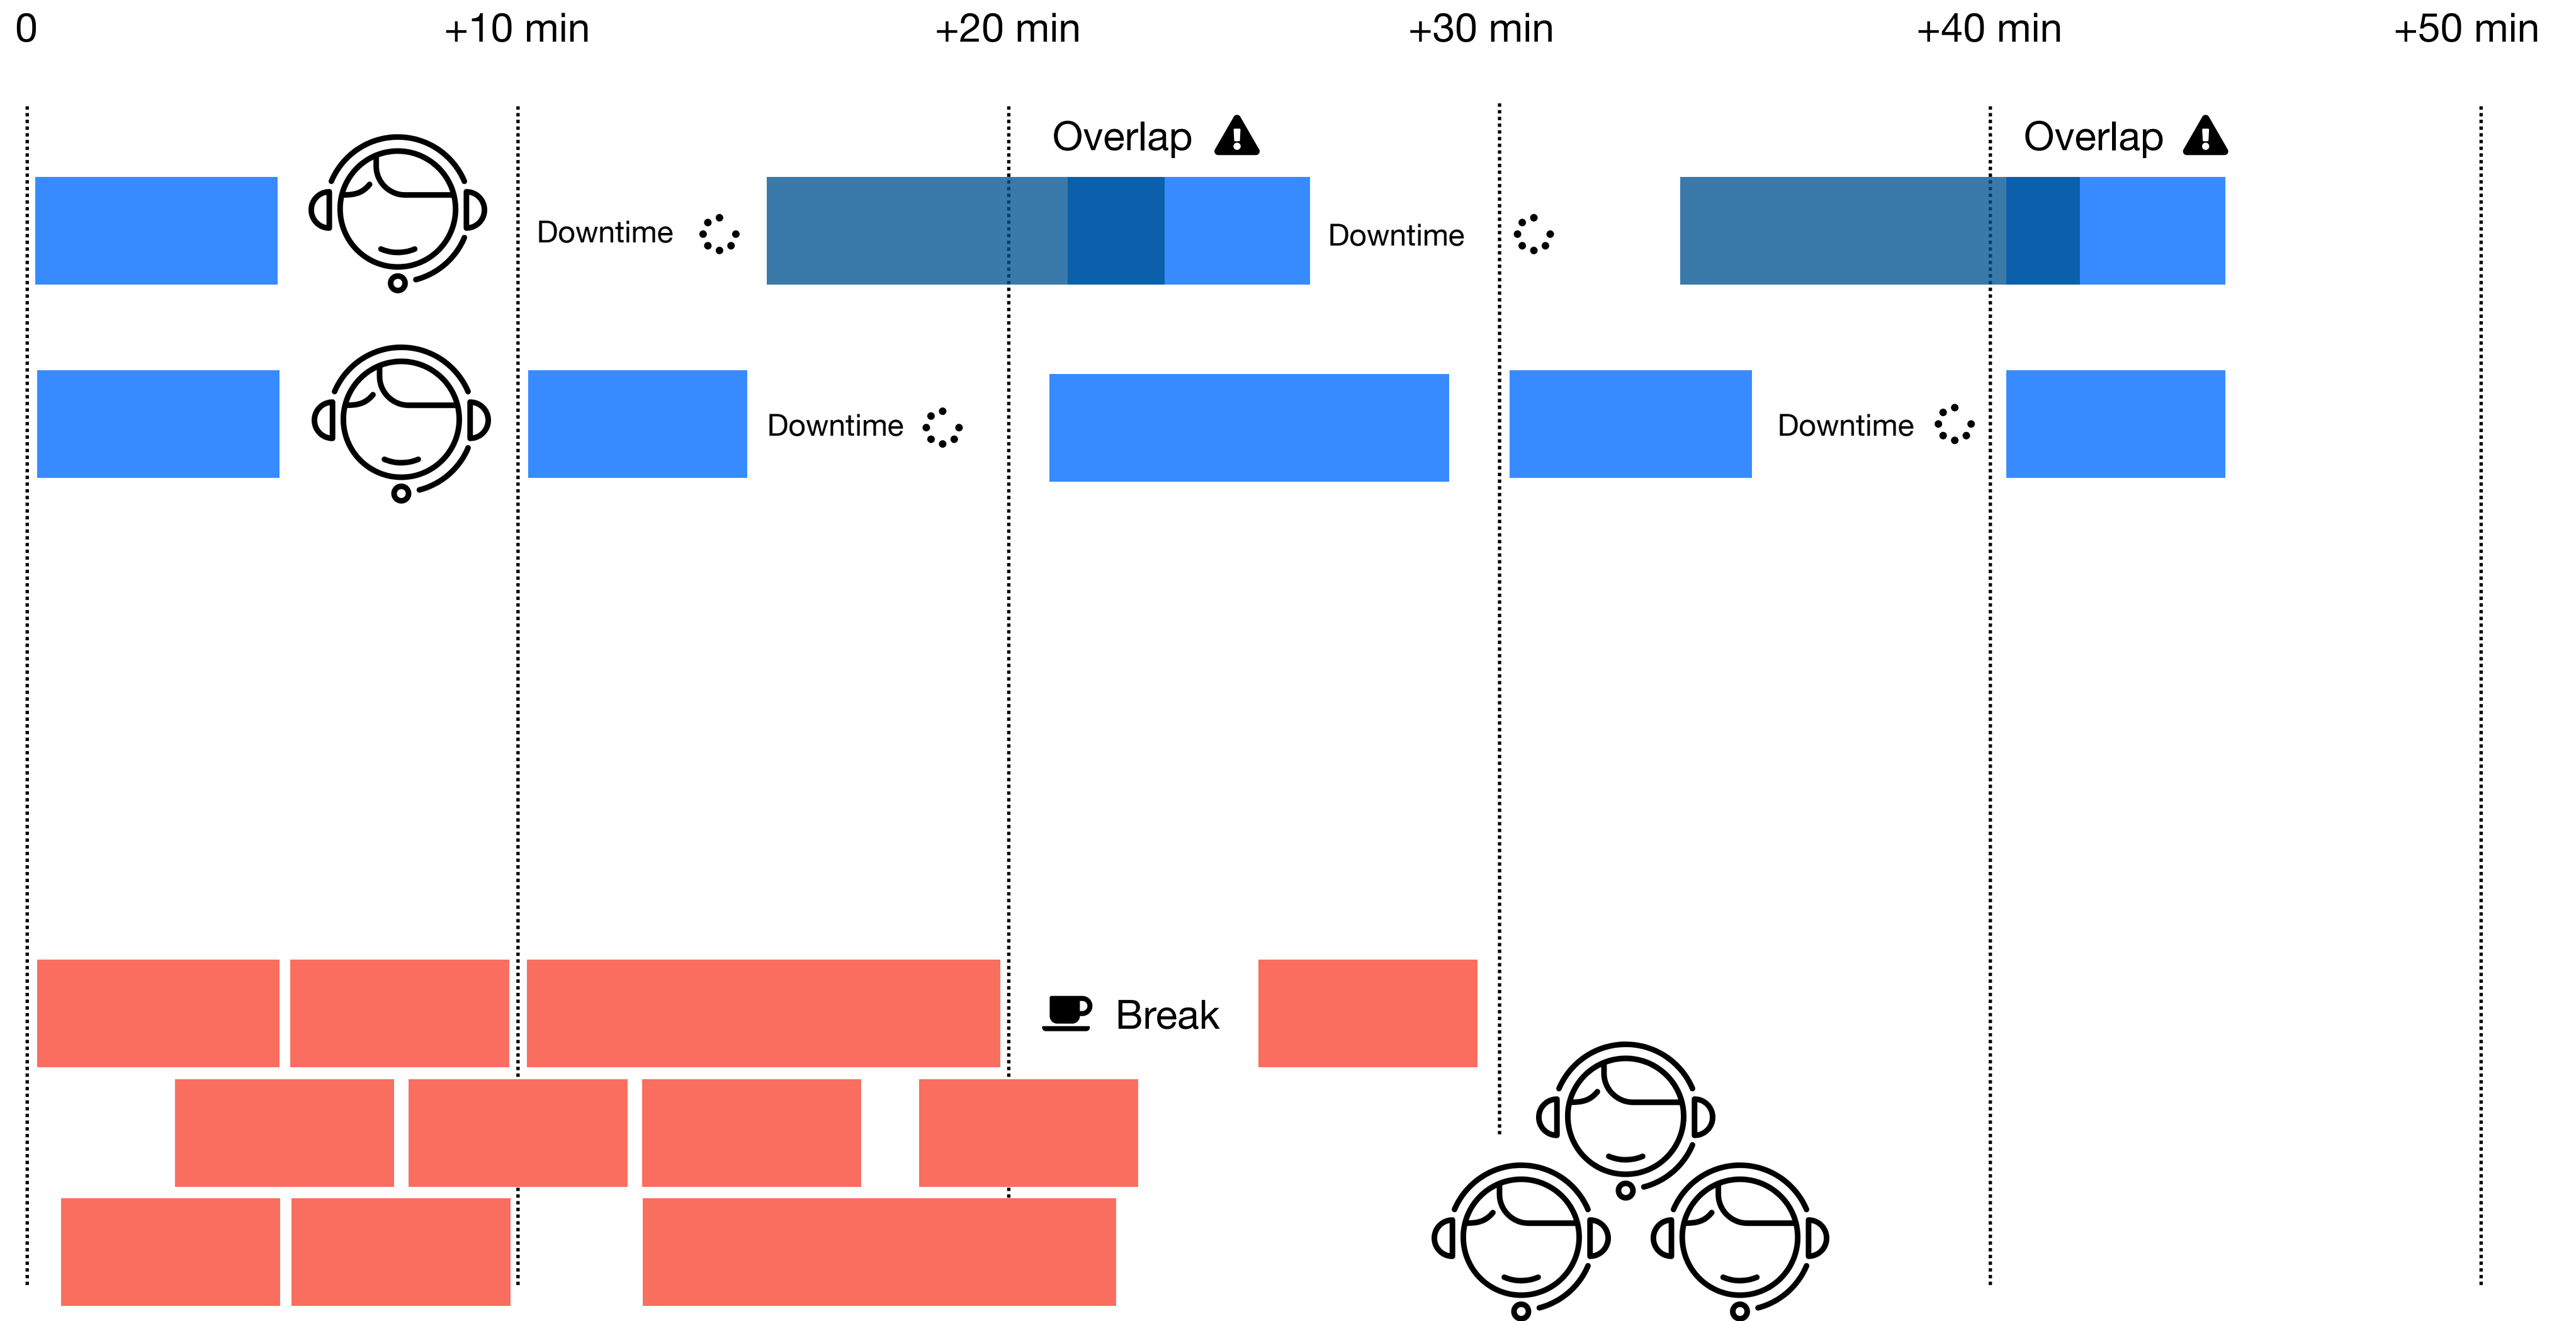 0 +10 min +20 min +30 min +40 min +50 min
Overlap Overlap
Downtime Downtime
Downtime Downtime
Break